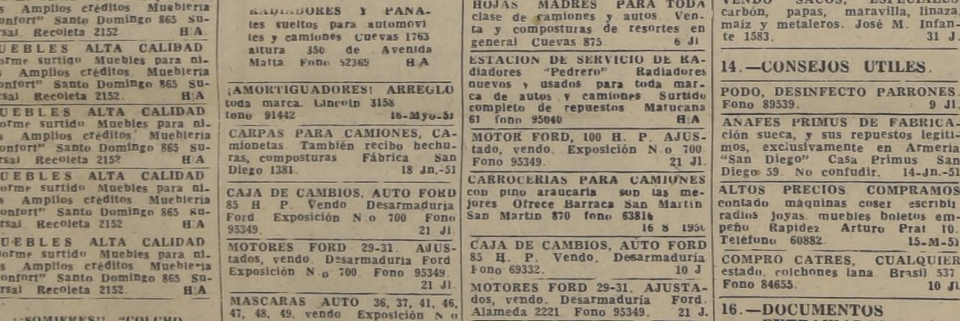 s Amplios créditos Mueblería
onfort" Santo Domingo 865 Su-
rsal Recoleta 2152 H|A
UEBLES ALTA CALIDAD
orme surtido Muebles para ni-
s Amplios créditos. Mueblería
onfort" Santo Domingo 865 Su-
rsal Recoleta 2152. H|A
UEBLES ALTA CALIDAD
orme surtido Muebles para ni-
s Amplios créditos Mueblería
onfort" Santo Domingo 865 Su-
rsal Recoleta 2152 H|A
UEBLES ALTA CALIDAD
orme surtido Muebles para ni-
s Amplios créditos Mueblería
onfort" Santo Domingo 865 Su-
rsal Recoleta 2152 H|A
UEBLES ALTA CALIDAD
orme surtido Muebles para ni-
s Amplios créditos Mueblería
onfort" Santo Domingo 865 Su-
rsal Recoleta 2152 H|A
RADIADORES Y PANA-
les sueltos para automóvi
les y camiones Cuevas 1763
altura 350 de Avenida
Matta Fono 52369 H A
¡AMORTIGUADORES! ARREGLO
toda marca. Lincoln 3158
fono 91442 16-Myo-51
CARPAS PARA CAMIONES, CA-
mionetas También recibo hechu-
ras, composturas Fábrica San
Diego 1381. 18 Jn.-51
CAJA DE CAMBIOS, AUTO FORD
85 H. P. Vendo Desarmaduría
Ford Exposición N.o 700 Fono
95349. 21 Jl
MOTORES FORD 29-31 AJUS-
tados, vendo. Desarmaduría Ford
Exposición N.o 700. Fono 95349.
21 Jl.
MASCARAS AUTO 36, 37, 41, 46,
47, 48, 49, vendo Exposición N o
HOJAS MADRES PARA TODA
clase de camiones y autos. Ven-
ta y composturas de resortes en
general Cuevas 875. 6 Jl
ESTACION DE SERVICIO DE RA-
diadores "Pedrero" Radiadores
nuevos y usados para toda mar-
ca de autos y camiones Surtido
completo de repuestos Maturana
61 fono 95040 H|A
MOTOR FORD, 100 H. P. AJUS-
tado, vendo. Exposición N.o 700.
Fono 95349. 21 Jl.
CARROCERIAS PARA CAMIONES
con pino araucaria son las me-
jores Ofrece Barraca San Martín
San Martín 870 fono 63816
16 8 195
CAJA DE CAMBIOS, AUTO FORD
85 H. P. Vendo. Desarmaduría
Fono 69332. 10 J
MOTORES FORD 29-31. AJUSTA-
dos, vendo. Desarmaduría Ford.
Alameda 2221 Fono 95349. 21 J.
VENDO SACOS, ESPECIALES
carbón, papas, maravilla, linaza,
maíz y metaleros. José M. Infan-
te 1583. 31 J.
14.—CONSEJOS UTILES.
PODO, DESINFECTO PARRONES.
Fono 89539. 9 Jl.
ANAFES PRIMUS DE FABRICA-
ción sueca, y sus repuestos legíti-
mos, exclusivamente en Armería
"San Diego" Casa Primus San
Diego 59. No confudir. 14-Jn.-51
ALTOS PRECIOS COMPRAMOS
contado máquinas coser escribir
radios joyas. muebles boletos em-
peño Rapidez Arturo Prat 10.
Teléfono 60882 15-M-51
COMPRO CATRES, CUALQUIER
estado, colchones lana Brasil 537
Fono 84655. 10 Jl
16.—DOCUMENTOS